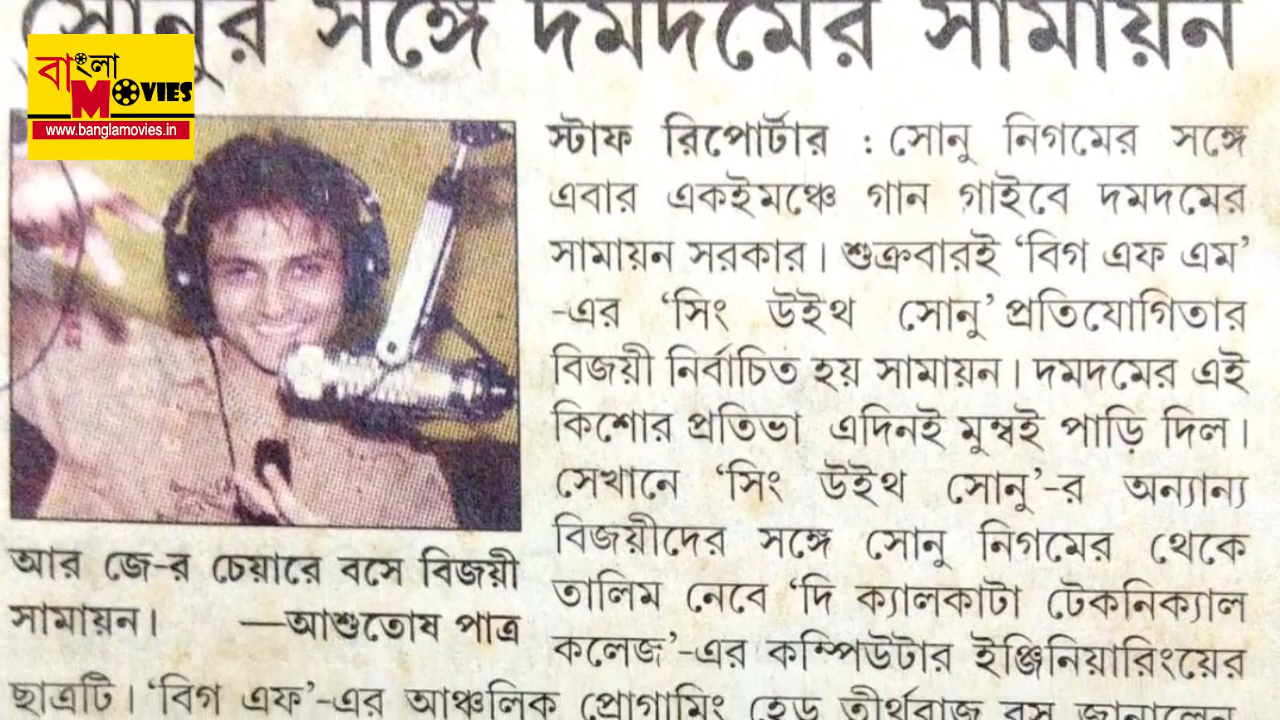 সোনুর সঙ্গে দমদমের সামায়ন
বাংলা
MOVIES
www.banglamovies.in
স্টাফ রিপোর্টার : সোনু নিগমের সঙ্গে
এবার একইমঞ্চে গান গাইবে দমদমের
সামায়ন সরকার। শুক্রবারই ‘বিগ এফ এম’
-এর ‘সিং উইথ সোনু’ প্রতিযোগিতার
বিজয়ী নির্বাচিত হয় সামায়ন। দমদমের এই
কিশোর প্রতিভা এদিনই মুম্বই পাড়ি দিল।
সেখানে ‘সিং উইথ সোনু’-র অন্যান্য
বিজয়ীদের সঙ্গে সোনু নিগমের থেকে
তালিম নেবে ‘দি ক্যালকাটা টেকনিক্যাল
কলেজ’-এর কম্পিউটার ইঞ্জিনিয়ারিংয়ের
ছাত্রটি। ‘বিগ এফ’-এর আঞ্চলিক প্রোগামিং হেড তীর্থরাজ বসু জানালেন
আর জে-র চেয়ারে বসে বিজয়ী
সামায়ন। —আশুতোষ পাত্র